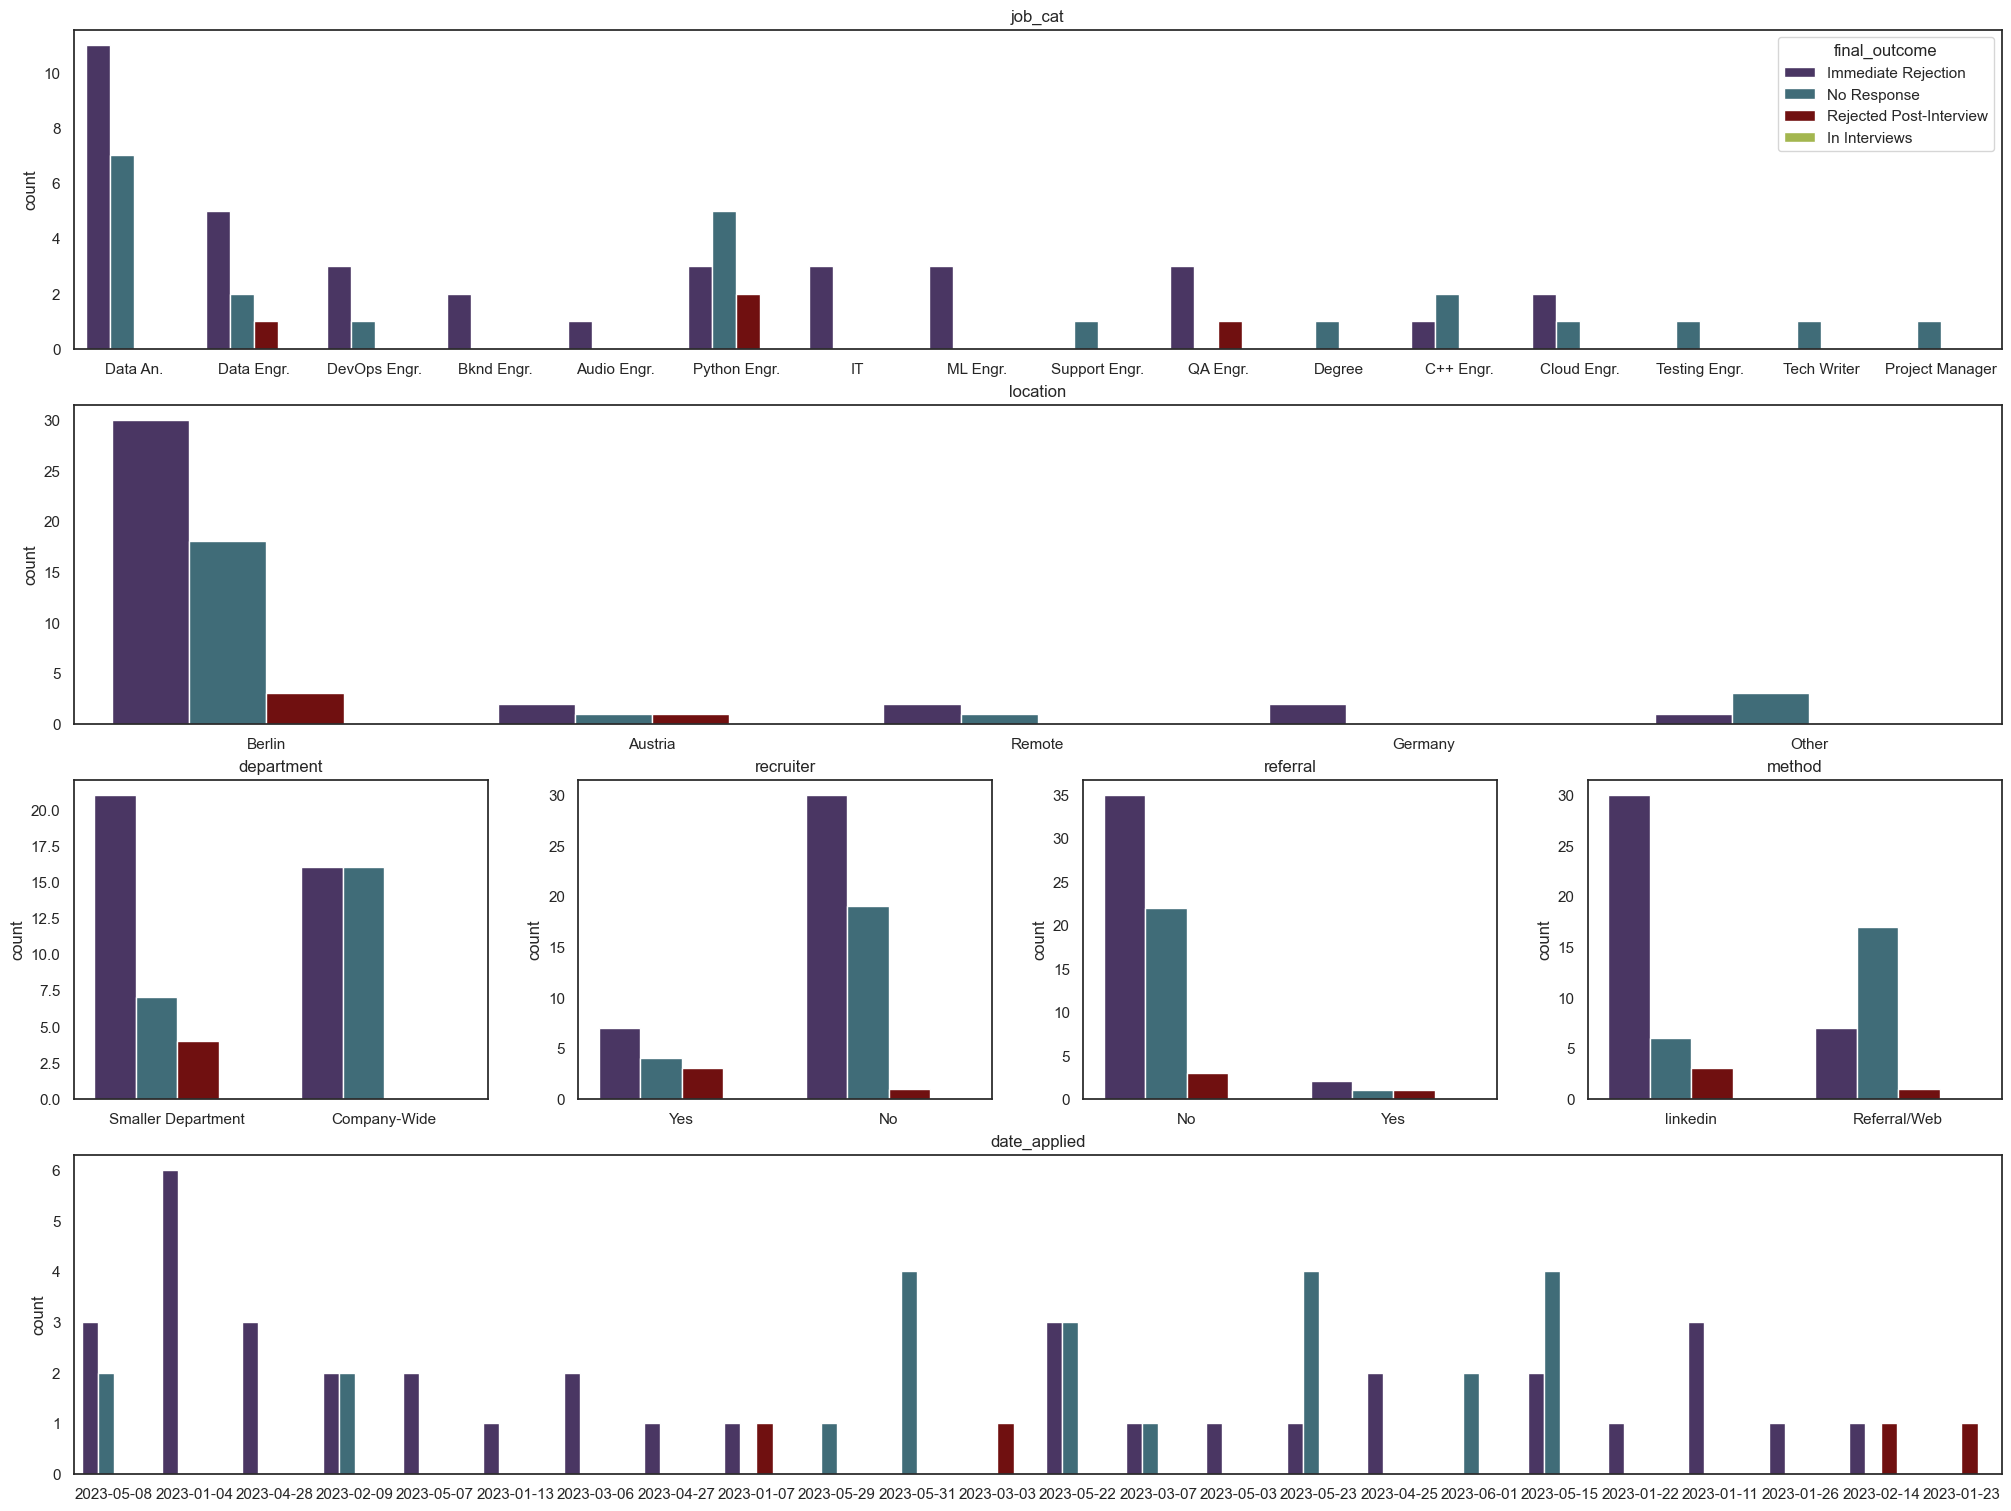 job_cat
final_outcome
Immediate Rejection
No Response
Rejected Post-Interview
In Interviews
count
10
8
6
4
2
0
Data An. Data Engr. DevOps Engr. Bknd Engr. Audio Engr. Python Engr. IT ML Engr. Support Engr. QA Engr. Degree C++ Engr. Cloud Engr. Testing Engr. Tech Writer Project Manager
location
count
30
25
20
15
10
5
0
Berlin Austria Remote Germany Other
department
count
20.0
17.5
15.0
12.5
10.0
7.5
5.0
2.5
0.0
Smaller Department Company-Wide
recruiter
count
30
25
20
15
10
5
0
Yes No
referral
count
35
30
25
20
15
10
5
0
No Yes
method
count
30
25
20
15
10
5
0
linkedin Referral/Web
date_applied
count
6
5
4
3
2
1
0
2023-05-08 2023-01-04 2023-04-28 2023-02-09 2023-05-07 2023-01-13 2023-03-06 2023-04-27 2023-01-07 2023-05-29 2023-05-31 2023-03-03 2023-05-22 2023-03-07 2023-05-03 2023-05-23 2023-04-25 2023-06-01 2023-05-15 2023-01-22 2023-01-11 2023-01-26 2023-02-14 2023-01-23